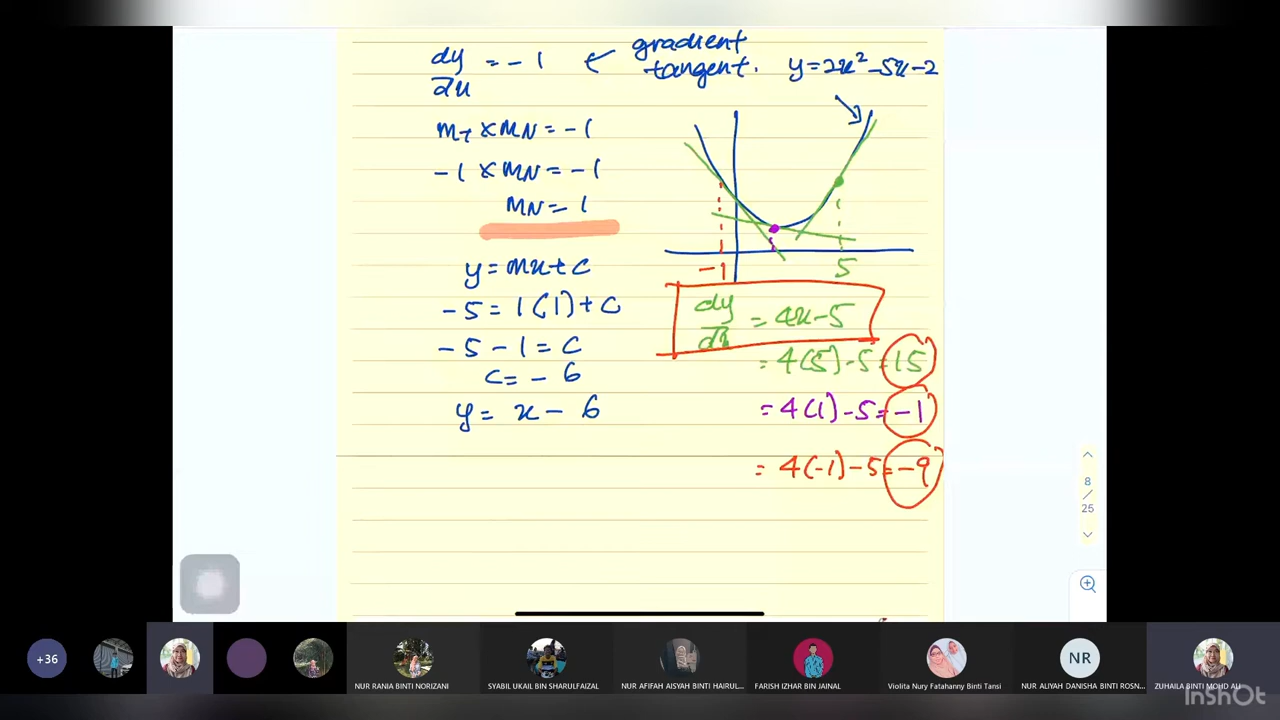 dy/dx = -1 ← gradient tangent. y = 2x² - 5x - 2
mT × mN = -1
-1 × mN = -1
mN = 1
y = mx + c
-5 = 1(1) + c
-5 - 1 = c
c = -6
y = x - 6
-1
5
dy/dx = 4x - 5
= 4(5) - 5 = 15
= 4(1) - 5 = -1
= 4(-1) - 5 = -9
8
/
25
+36
NUR RANIA BINTI NORIZANI
SYABIL UKAIL BIN SHARULFAIZAL
NUR AFIFAH AISYAH BINTI HAIRUL...
FARISH IZHAR BIN JAINAL
Violita Nury Fatahanny Binti Tansi
NR
NUR ALIYAH DANISHA BINTI ROSN...
ZUHAILA BINTI MOHD ALI
InShOt